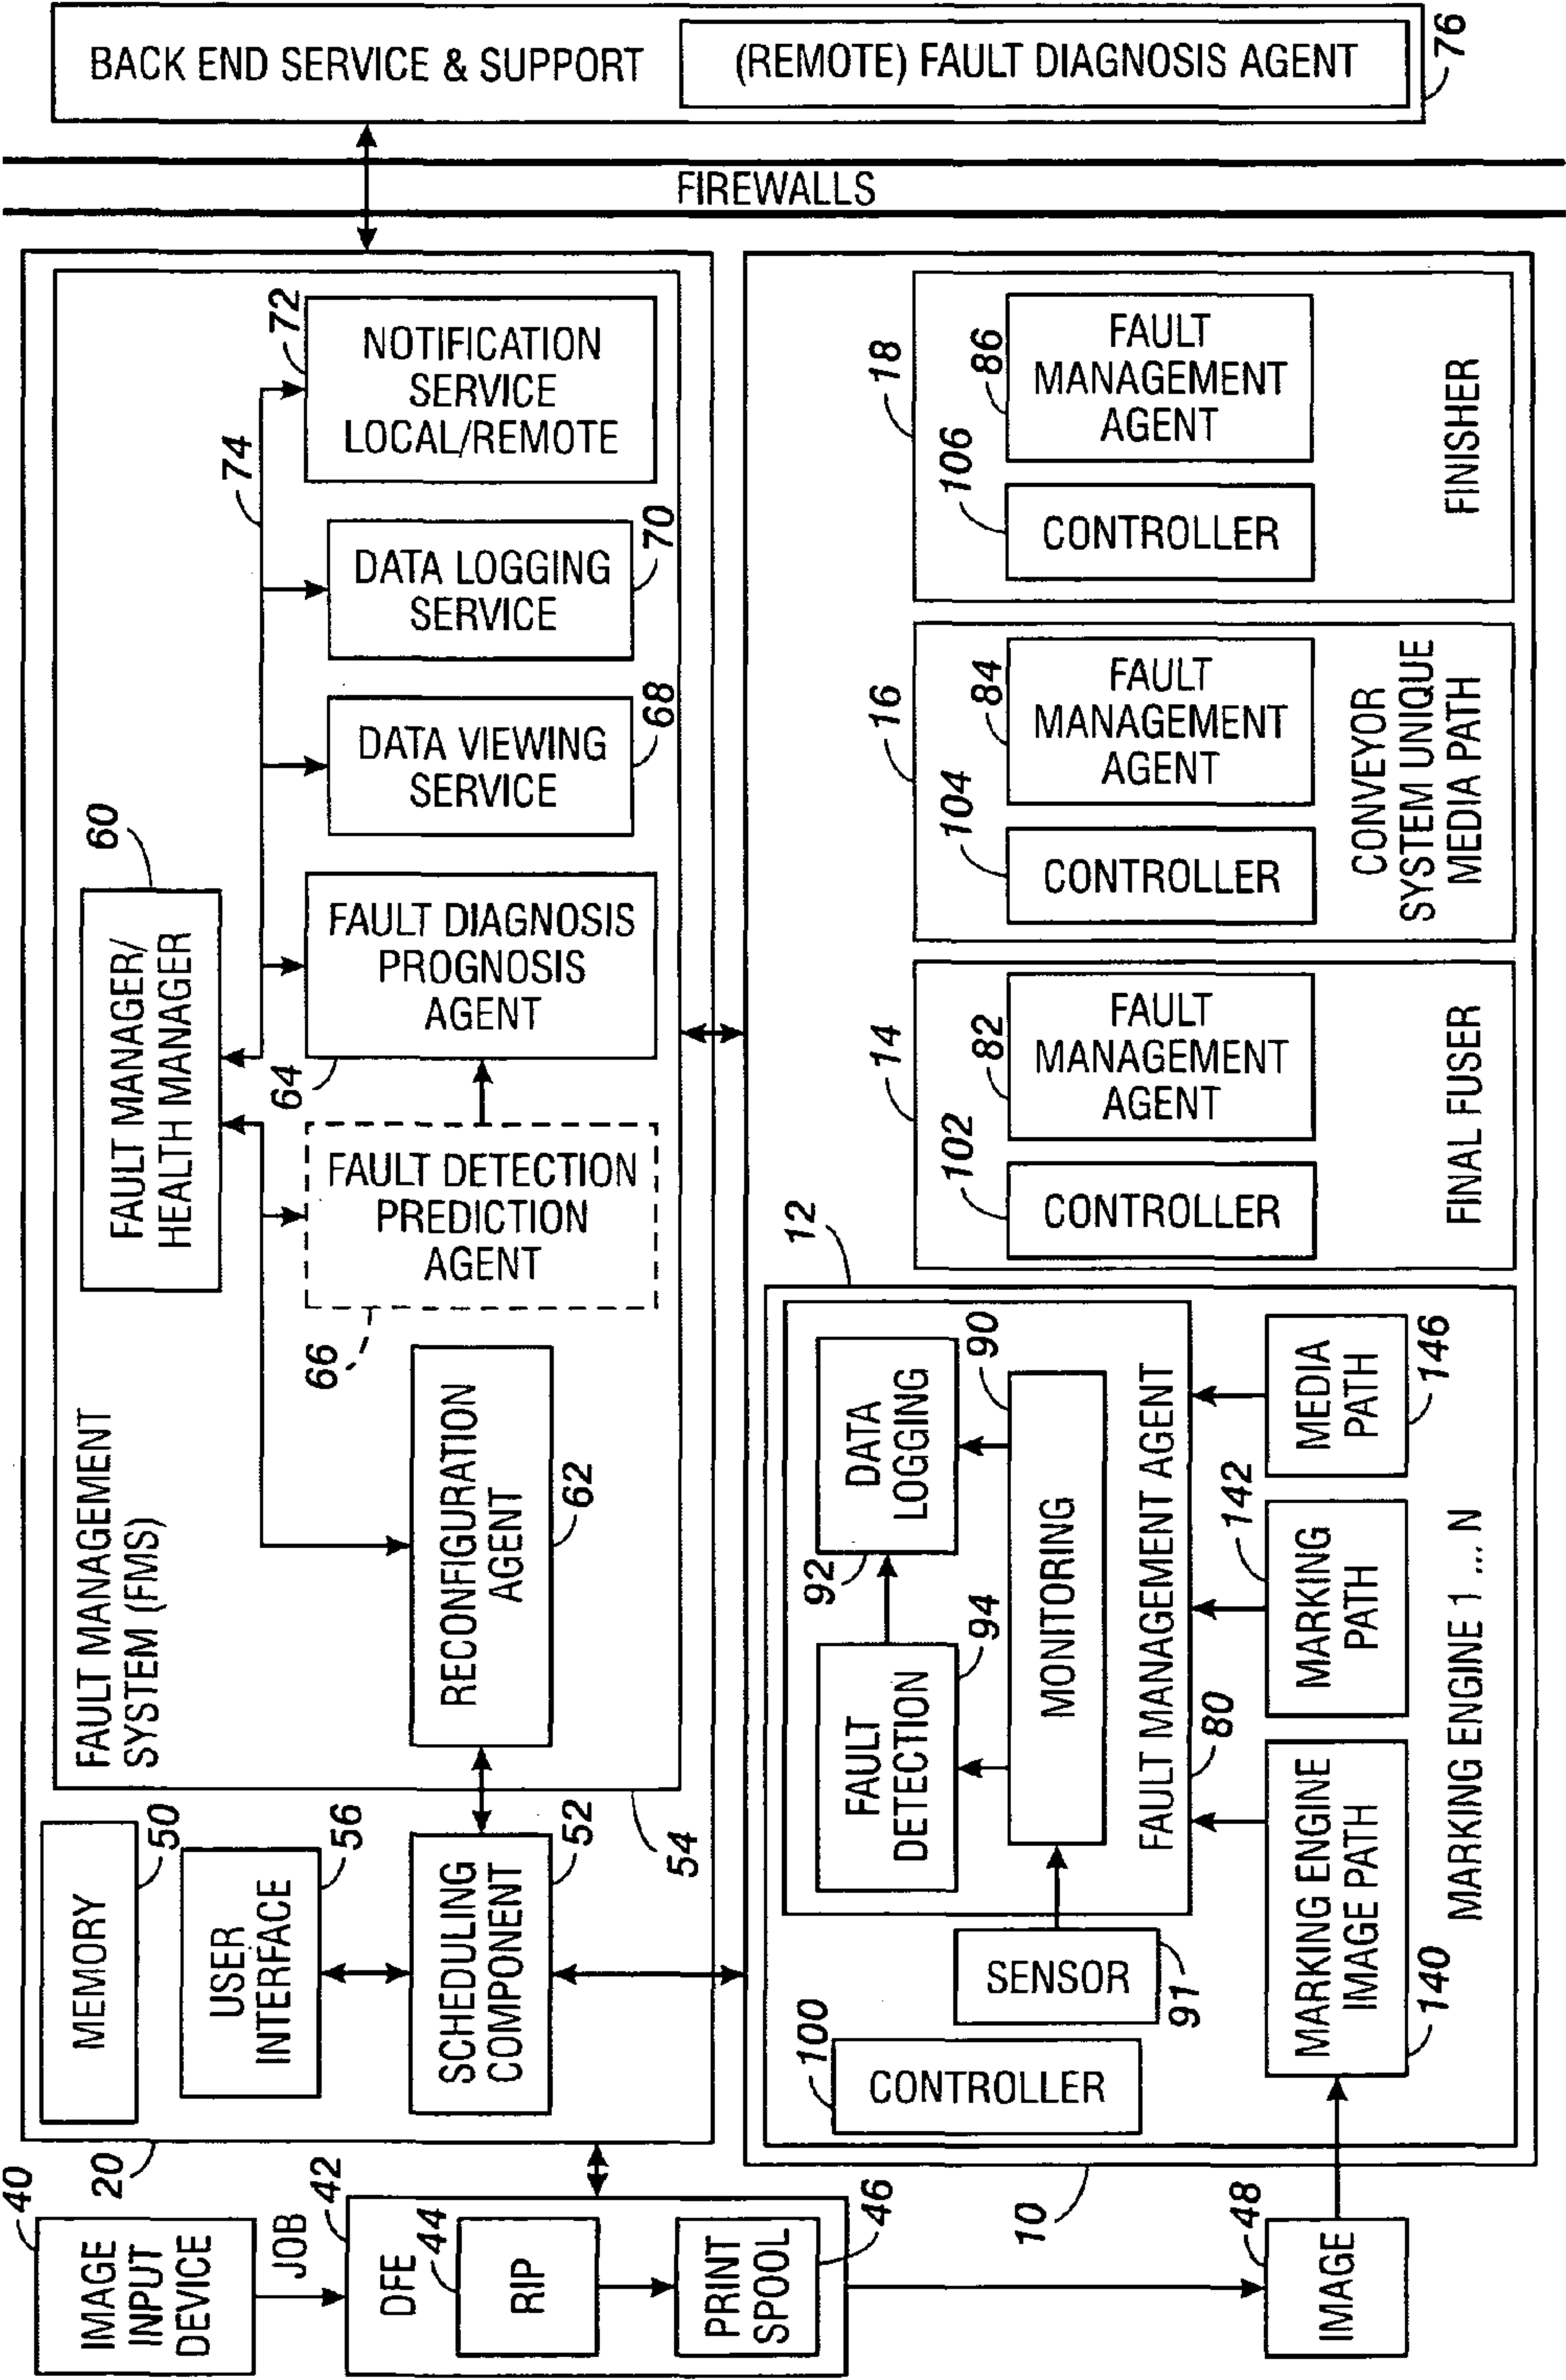 IMAGE
INPUT
DEVICE
40
JOB
42
DFE
44
RIP
PRINT
SPOOL
46
48
IMAGE
20
MEMORY
50
USER
INTERFACE
56
SCHEDULING
COMPONENT
52
54
FAULT MANAGEMENT
SYSTEM (FMS)
RECONFIGURATION
AGENT
62
FAULT MANAGER/
HEALTH MANAGER
60
FAULT DETECTION
PREDICTION
AGENT
66
FAULT DIAGNOSIS
PROGNOSIS
AGENT
64
DATA VIEWING
SERVICE
68
DATA LOGGING
SERVICE
70
74
NOTIFICATION
SERVICE
LOCAL/REMOTE
72
10
100
CONTROLLER
SENSOR
91
FAULT
DETECTION
94
DATA
LOGGING
92
MONITORING
90
FAULT MANAGEMENT AGENT
80
12
MARKING ENGINE
IMAGE PATH
140
MARKING
PATH
142
MEDIA
PATH
146
MARKING ENGINE 1 ... N
14
102
CONTROLLER
82
FAULT
MANAGEMENT
AGENT
FINAL FUSER
16
104
CONTROLLER
84
FAULT
MANAGEMENT
AGENT
CONVEYOR
SYSTEM UNIQUE
MEDIA PATH
18
106
CONTROLLER
86
FAULT
MANAGEMENT
AGENT
FINISHER
FIREWALLS
BACK END SERVICE & SUPPORT
(REMOTE) FAULT DIAGNOSIS AGENT
76